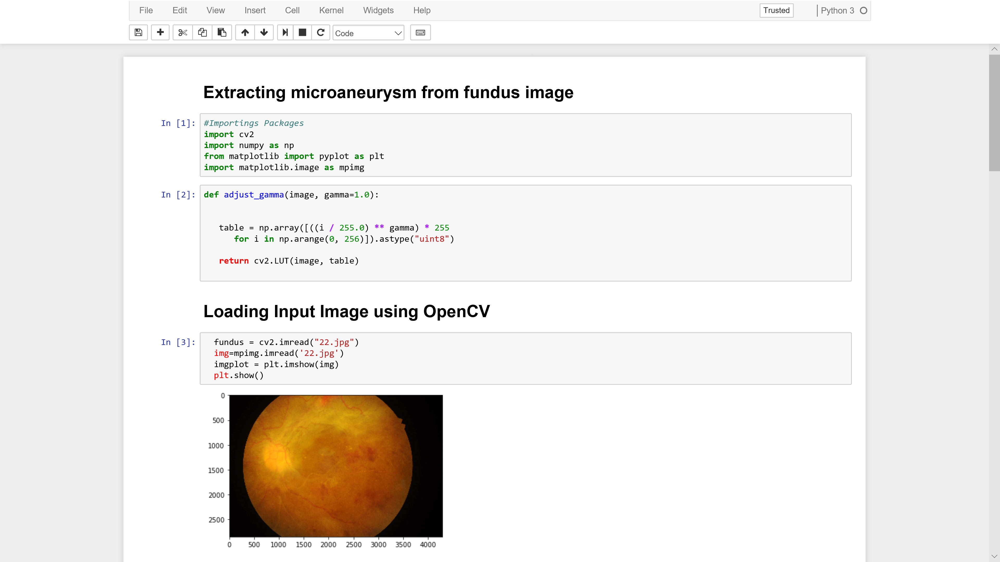 File Edit View Insert Cell Kernel Widgets Help Trusted Python 3
Code
Extracting microaneurysm from fundus image
In [1]: #Importings Packages
import cv2
import numpy as np
from matplotlib import pyplot as plt
import matplotlib.image as mpimg
In [2]: def adjust_gamma(image, gamma=1.0):
table = np.array([((i / 255.0) ** gamma) * 255
for i in np.arange(0, 256)]).astype("uint8")
return cv2.LUT(image, table)
Loading Input Image using OpenCV
In [3]: fundus = cv2.imread("22.jpg")
img=mpimg.imread('22.jpg')
imgplot = plt.imshow(img)
plt.show()
0
500
1000
1500
2000
2500
0 500 1000 1500 2000 2500 3000 3500 4000